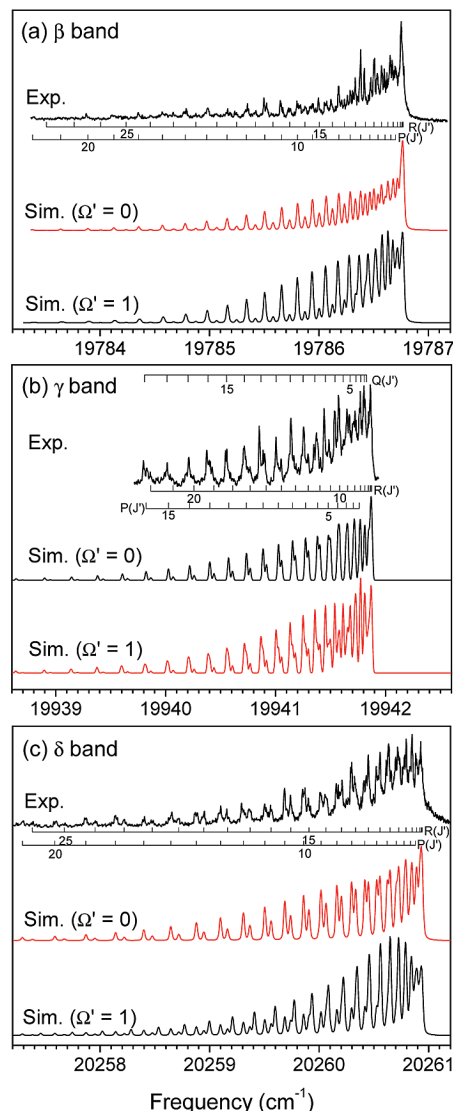 (a) β band
Exp.
15
R(J')
25
P(J')
20
10
Sim. (Ω' = 0)
Sim. (Ω' = 1)
19784 19785 19786 19787
(b) γ band
15 5 Q(J')
Exp.
20 10 R(J')
P(J') 15 5
Sim. (Ω' = 0)
Sim. (Ω' = 1)
19939 19940 19941 19942
(c) δ band
Exp.
25 15 R(J')
20 10 P(J')
Sim. (Ω' = 0)
Sim. (Ω' = 1)
20258 20259 20260 20261
Frequency (cm⁻¹)